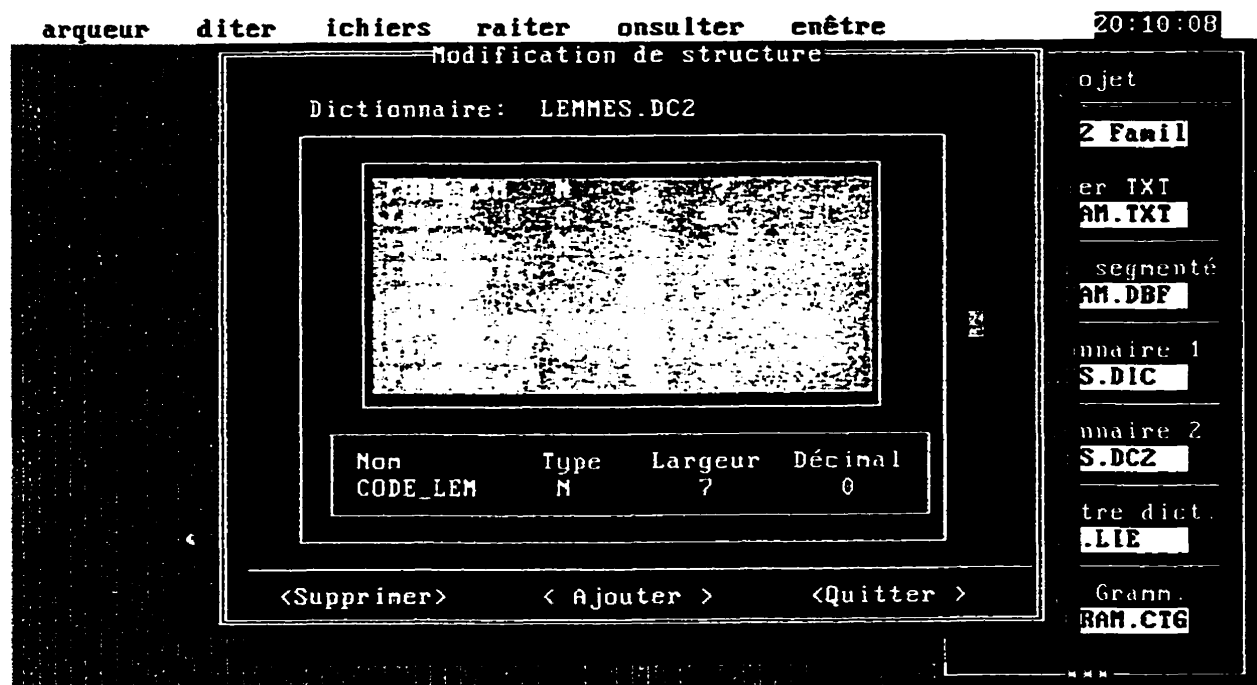 arqueur diter ichiers raiter onsulter enêtre 20:10:08
Modification de structure
Dictionnaire: LEMMES.DC2
Nom Type Largeur Décimal
CODE_LEM N 7 0
<Supprimer> < Ajouter > <Quitter >
ojet
2 Famil
er TXT
AM.TXT
segmenté
AM.DBF
nnaire 1
S.DIC
nnaire 2
S.DC2
tre dict.
.LIE
Gramm.
RAM.CTG